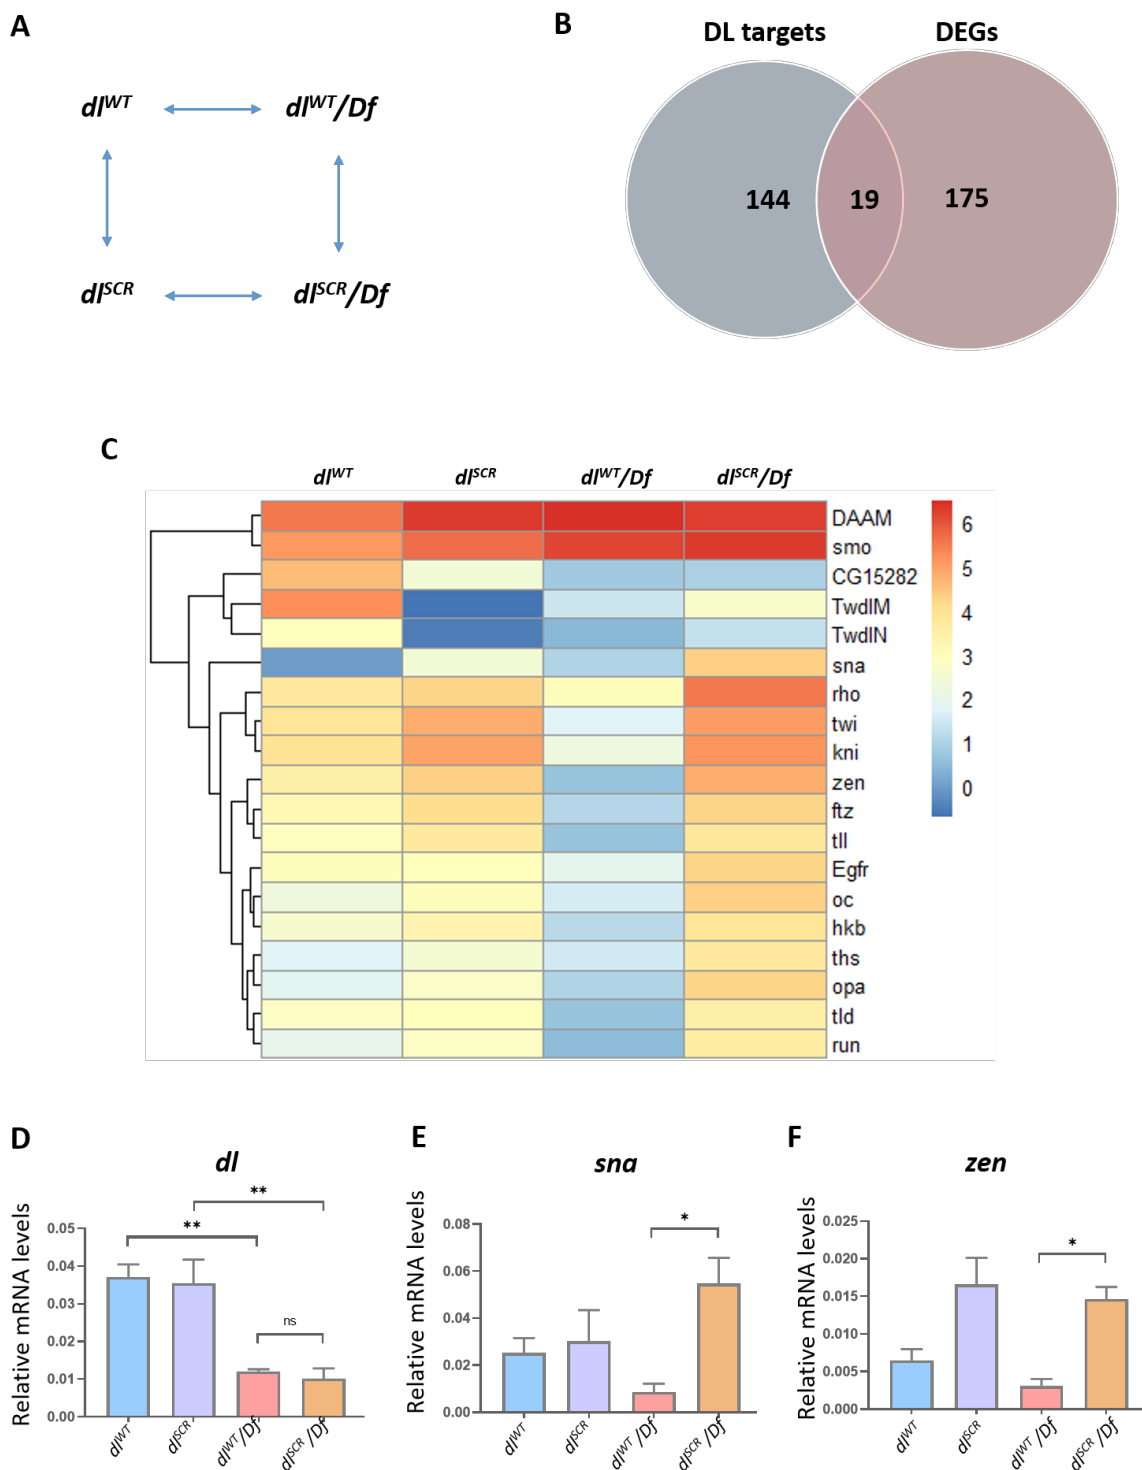 A
dl^WT
dl^WT/Df
dl^SCR
dl^SCR/Df
B
DL targets
DEGs
144
19
175
C
dl^WT
dl^SCR
dl^WT/Df
dl^SCR/Df
DAAM
smo
CG15282
TwdlM
TwdlN
sna
rho
twi
kni
zen
ftz
tll
Egfr
oc
hkb
ths
opa
tld
run
6
5
4
3
2
1
0
D
dl
Relative mRNA levels
0.05
0.04
0.03
0.02
0.01
0.00
**
**
ns
dl^WT
dl^SCR
dl^WT/Df
dl^SCR/Df
E
sna
Relative mRNA levels
0.08
0.06
0.04
0.02
0.00
*
dl^WT
dl^SCR
dl^WT/Df
dl^SCR/Df
F
zen
Relative mRNA levels
0.025
0.020
0.015
0.010
0.005
0.000
*
dl^WT
dl^SCR
dl^WT/Df
dl^SCR/Df